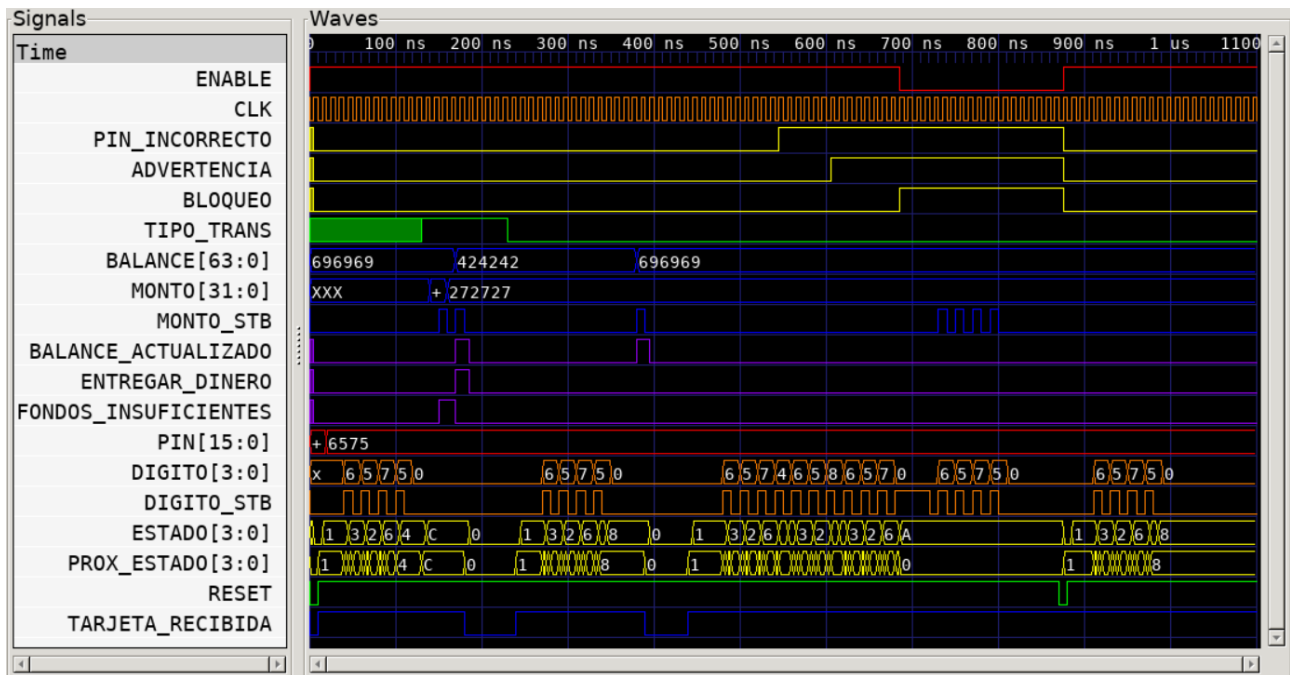 Signals
Waves
Time
0 100 ns 200 ns 300 ns 400 ns 500 ns 600 ns 700 ns 800 ns 900 ns 1 us 1100
ENABLE
CLK
PIN_INCORRECTO
ADVERTENCIA
BLOQUEO
TIPO_TRANS
BALANCE[63:0] 696969 424242 696969
MONTO[31:0] XXX + 272727
MONTO_STB
BALANCE_ACTUALIZADO
ENTREGAR_DINERO
FONDOS_INSUFICIENTES
PIN[15:0] + 6575
DIGITO[3:0] x 6 5 7 5 0 6 5 7 5 0 6 5 7 4 6 5 8 6 5 7 0 6 5 7 5 0 6 5 7 5 0
DIGITO_STB
ESTADO[3:0] 1 3 2 6 4 C 0 1 3 2 6 8 0 1 3 2 6 3 2 3 2 6 A 1 3 2 6 8
PROX_ESTADO[3:0] 1 4 C 0 1 8 0 1 0 1 8
RESET
TARJETA_RECIBIDA